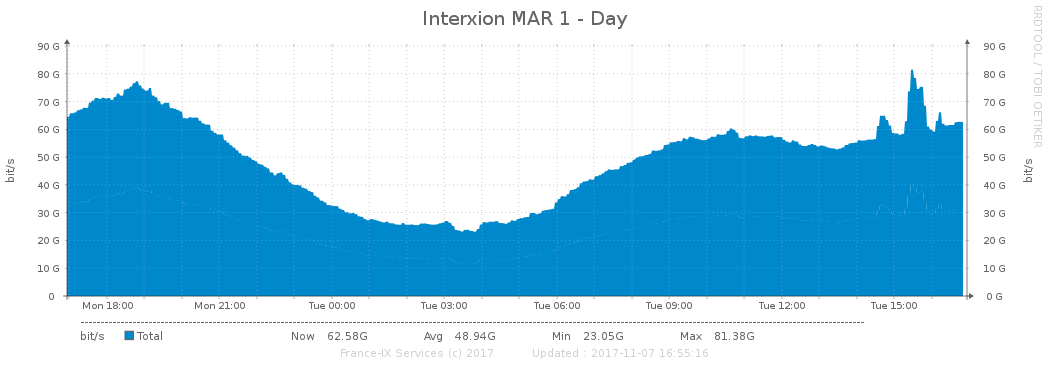 Interxion MAR 1 - Day
RRDTOOL / TOBI OETIKER
90 G 90 G
80 G 80 G
70 G 70 G
60 G 60 G
50 G 50 G
40 G 40 G
30 G 30 G
20 G 20 G
10 G 10 G
0 0 G
bit/s
bit/s
Mon 18:00 Mon 21:00 Tue 00:00 Tue 03:00 Tue 06:00 Tue 09:00 Tue 12:00 Tue 15:00
bit/s Total Now 62.58G Avg 48.94G Min 23.05G Max 81.38G
France-IX Services (c) 2017 Updated : 2017-11-07 16:55:16